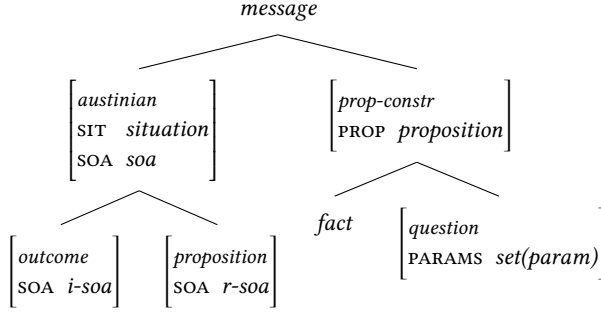 message
austinian
SIT situation
SOA soa
prop-constr
PROP proposition
outcome
SOA i-soa
proposition
SOA r-soa
fact
question
PARAMS set(param)